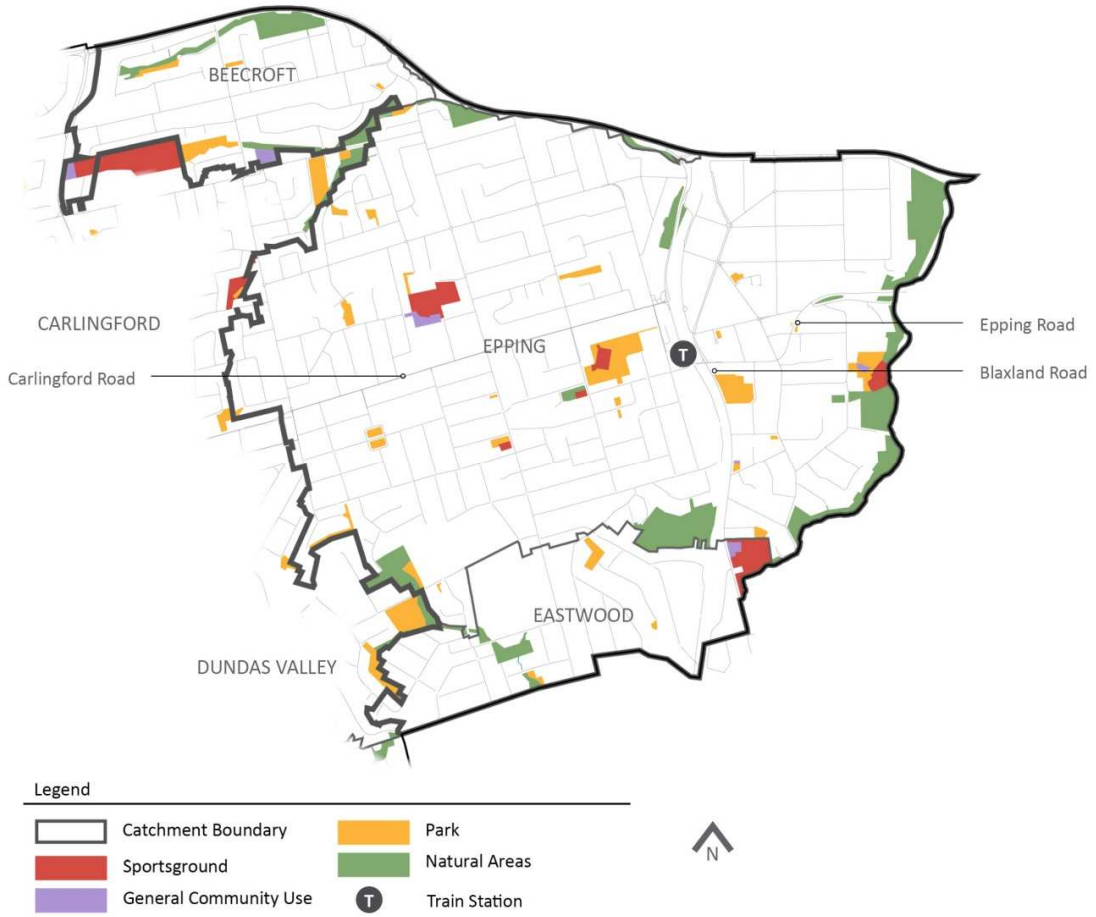 BEECROFT
CARLINGFORD
Epping Road
EPPING
Carlingford Road
Blaxland Road
T
EASTWOOD
DUNDAS VALLEY
Legend
Catchment Boundary
Park
Sportsground
Natural Areas
General Community Use
T
Train Station
N